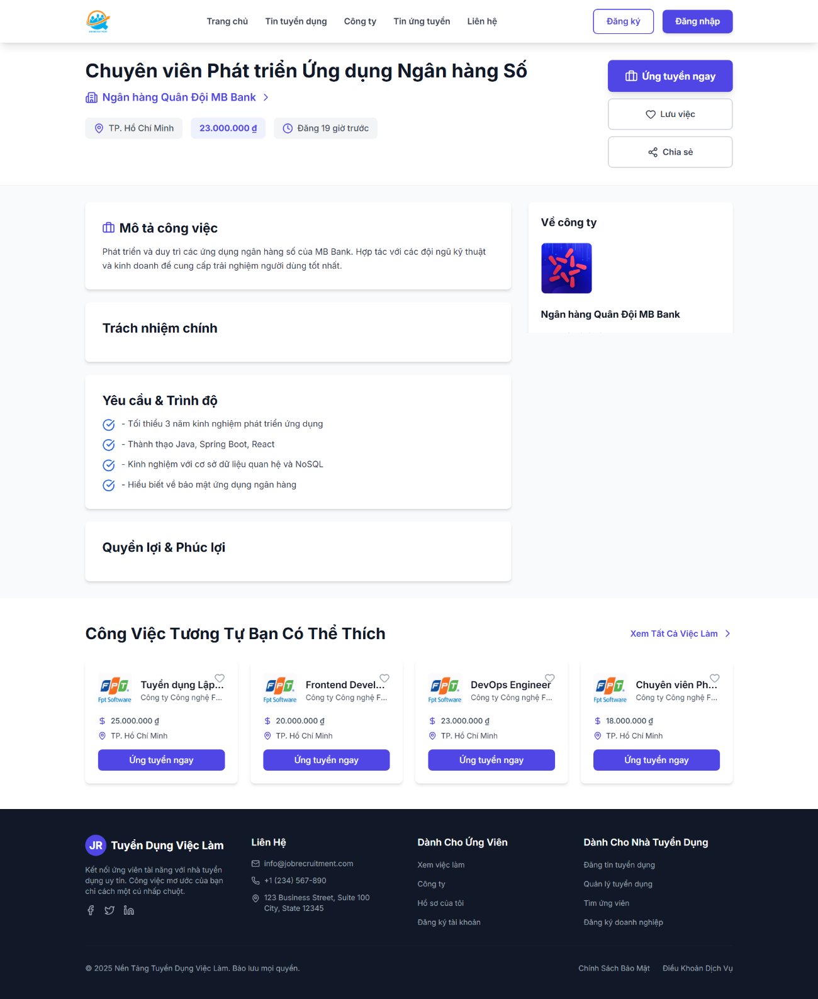 Trang chủ
Tin tuyển dụng
Công ty
Tin ứng tuyển
Liên hệ
Đăng ký
Đăng nhập
Chuyên viên Phát triển Ứng dụng Ngân hàng Số
Ngân hàng Quân Đội MB Bank
TP. Hồ Chí Minh
23.000.000 ₫
Đăng 19 giờ trước
Ứng tuyển ngay
Lưu việc
Chia sẻ
Mô tả công việc
Phát triển và duy trì các ứng dụng ngân hàng số của MB Bank. Hợp tác với các đội ngũ kỹ thuật
và kinh doanh để cung cấp trải nghiệm người dùng tốt nhất.
Trách nhiệm chính
Yêu cầu & Trình độ
- Tối thiểu 3 năm kinh nghiệm phát triển ứng dụng
- Thành thạo Java, Spring Boot, React
- Kinh nghiệm với cơ sở dữ liệu quan hệ và NoSQL
- Hiểu biết về bảo mật ứng dụng ngân hàng
Quyền lợi & Phúc lợi
Về công ty
Ngân hàng Quân Đội MB Bank
Công Việc Tương Tự Bạn Có Thể Thích
Xem Tất Cả Việc Làm
FPT.
Fpt Software
Tuyển dụng Lập...
Công ty Công nghệ F...
25.000.000 ₫
TP. Hồ Chí Minh
Ứng tuyển ngay
FPT.
Fpt Software
Frontend Devel...
Công ty Công nghệ F...
20.000.000 ₫
TP. Hồ Chí Minh
Ứng tuyển ngay
FPT.
Fpt Software
DevOps Engineer
Công ty Công nghệ F...
23.000.000 ₫
TP. Hồ Chí Minh
Ứng tuyển ngay
FPT.
Fpt Software
Chuyên viên Ph...
Công ty Công nghệ F...
18.000.000 ₫
TP. Hồ Chí Minh
Ứng tuyển ngay
JR Tuyển Dụng Việc Làm
Kết nối ứng viên tài năng với nhà tuyển
dụng uy tín. Công việc mơ ước của bạn
chỉ cách một cú nhấp chuột.
Liên Hệ
info@jobrecruitment.com
+1 (234) 567-890
123 Business Street, Suite 100
City, State 12345
Dành Cho Ứng Viên
Xem việc làm
Công ty
Hồ sơ của tôi
Đăng ký tài khoản
Dành Cho Nhà Tuyển Dụng
Đăng tin tuyển dụng
Quản lý tuyển dụng
Tìm ứng viên
Đăng ký doanh nghiệp
© 2025 Nền Tảng Tuyển Dụng Việc Làm. Bảo lưu mọi quyền.
Chính Sách Bảo Mật
Điều Khoản Dịch Vụ